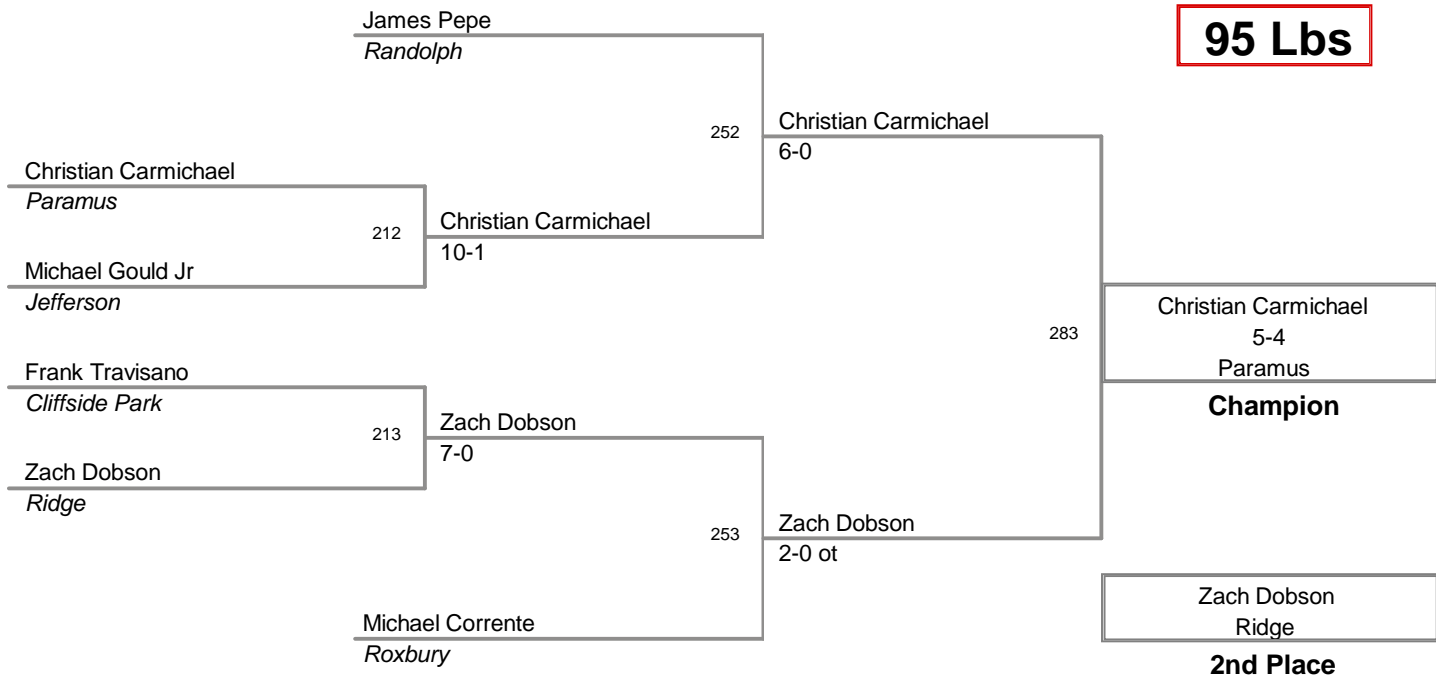 James Pepe
Randolph
95 Lbs
252
Christian Carmichael
6-0
Christian Carmichael
Paramus
212
Christian Carmichael
10-1
Michael Gould Jr
Jefferson
283
Christian Carmichael
5-4
Paramus
Champion
Frank Travisano
Cliffside Park
213
Zach Dobson
7-0
Zach Dobson
Ridge
253
Zach Dobson
2-0 ot
Michael Corrente
Roxbury
Zach Dobson
Ridge
2nd Place